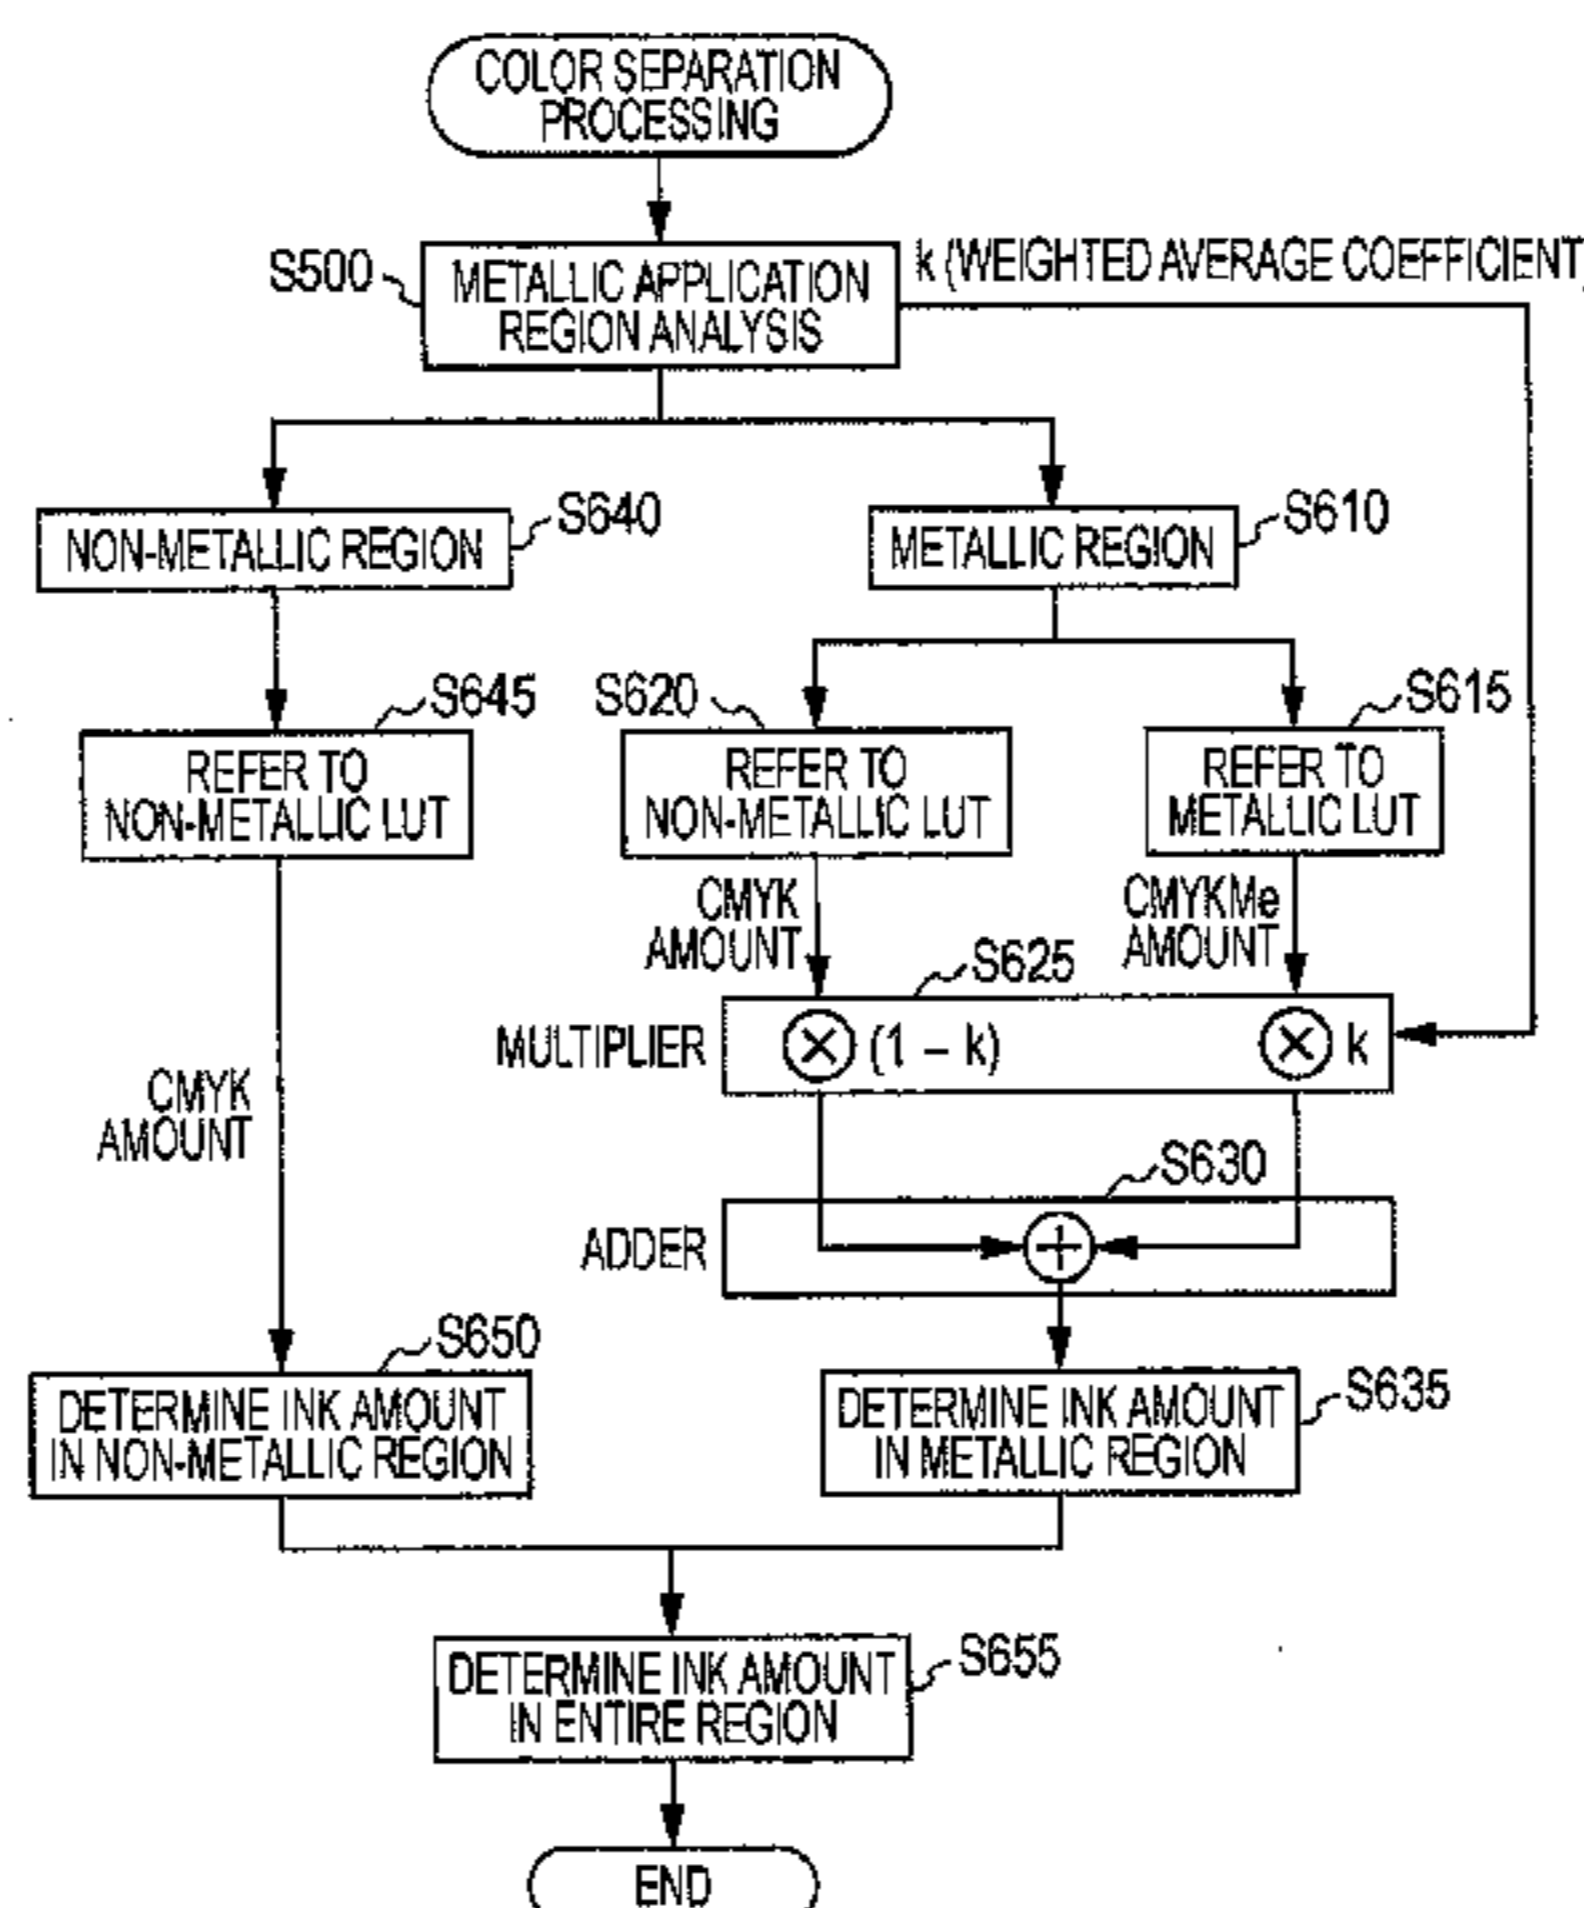 COLOR SEPARATION
PROCESSING
S500
METALLIC APPLICATION
REGION ANALYSIS
k (WEIGHTED AVERAGE COEFFICIENT)
NON-METALLIC REGION
S640
METALLIC REGION
S610
S645
REFER TO
NON-METALLIC LUT
S620
REFER TO
NON-METALLIC LUT
S615
REFER TO
METALLIC LUT
CMYK
AMOUNT
CMYKMe
AMOUNT
S625
MULTIPLIER
(1 – k)
k
CMYK
AMOUNT
S630
ADDER
S650
DETERMINE INK AMOUNT
IN NON-METALLIC REGION
S635
DETERMINE INK AMOUNT
IN METALLIC REGION
S655
DETERMINE INK AMOUNT
IN ENTIRE REGION
END